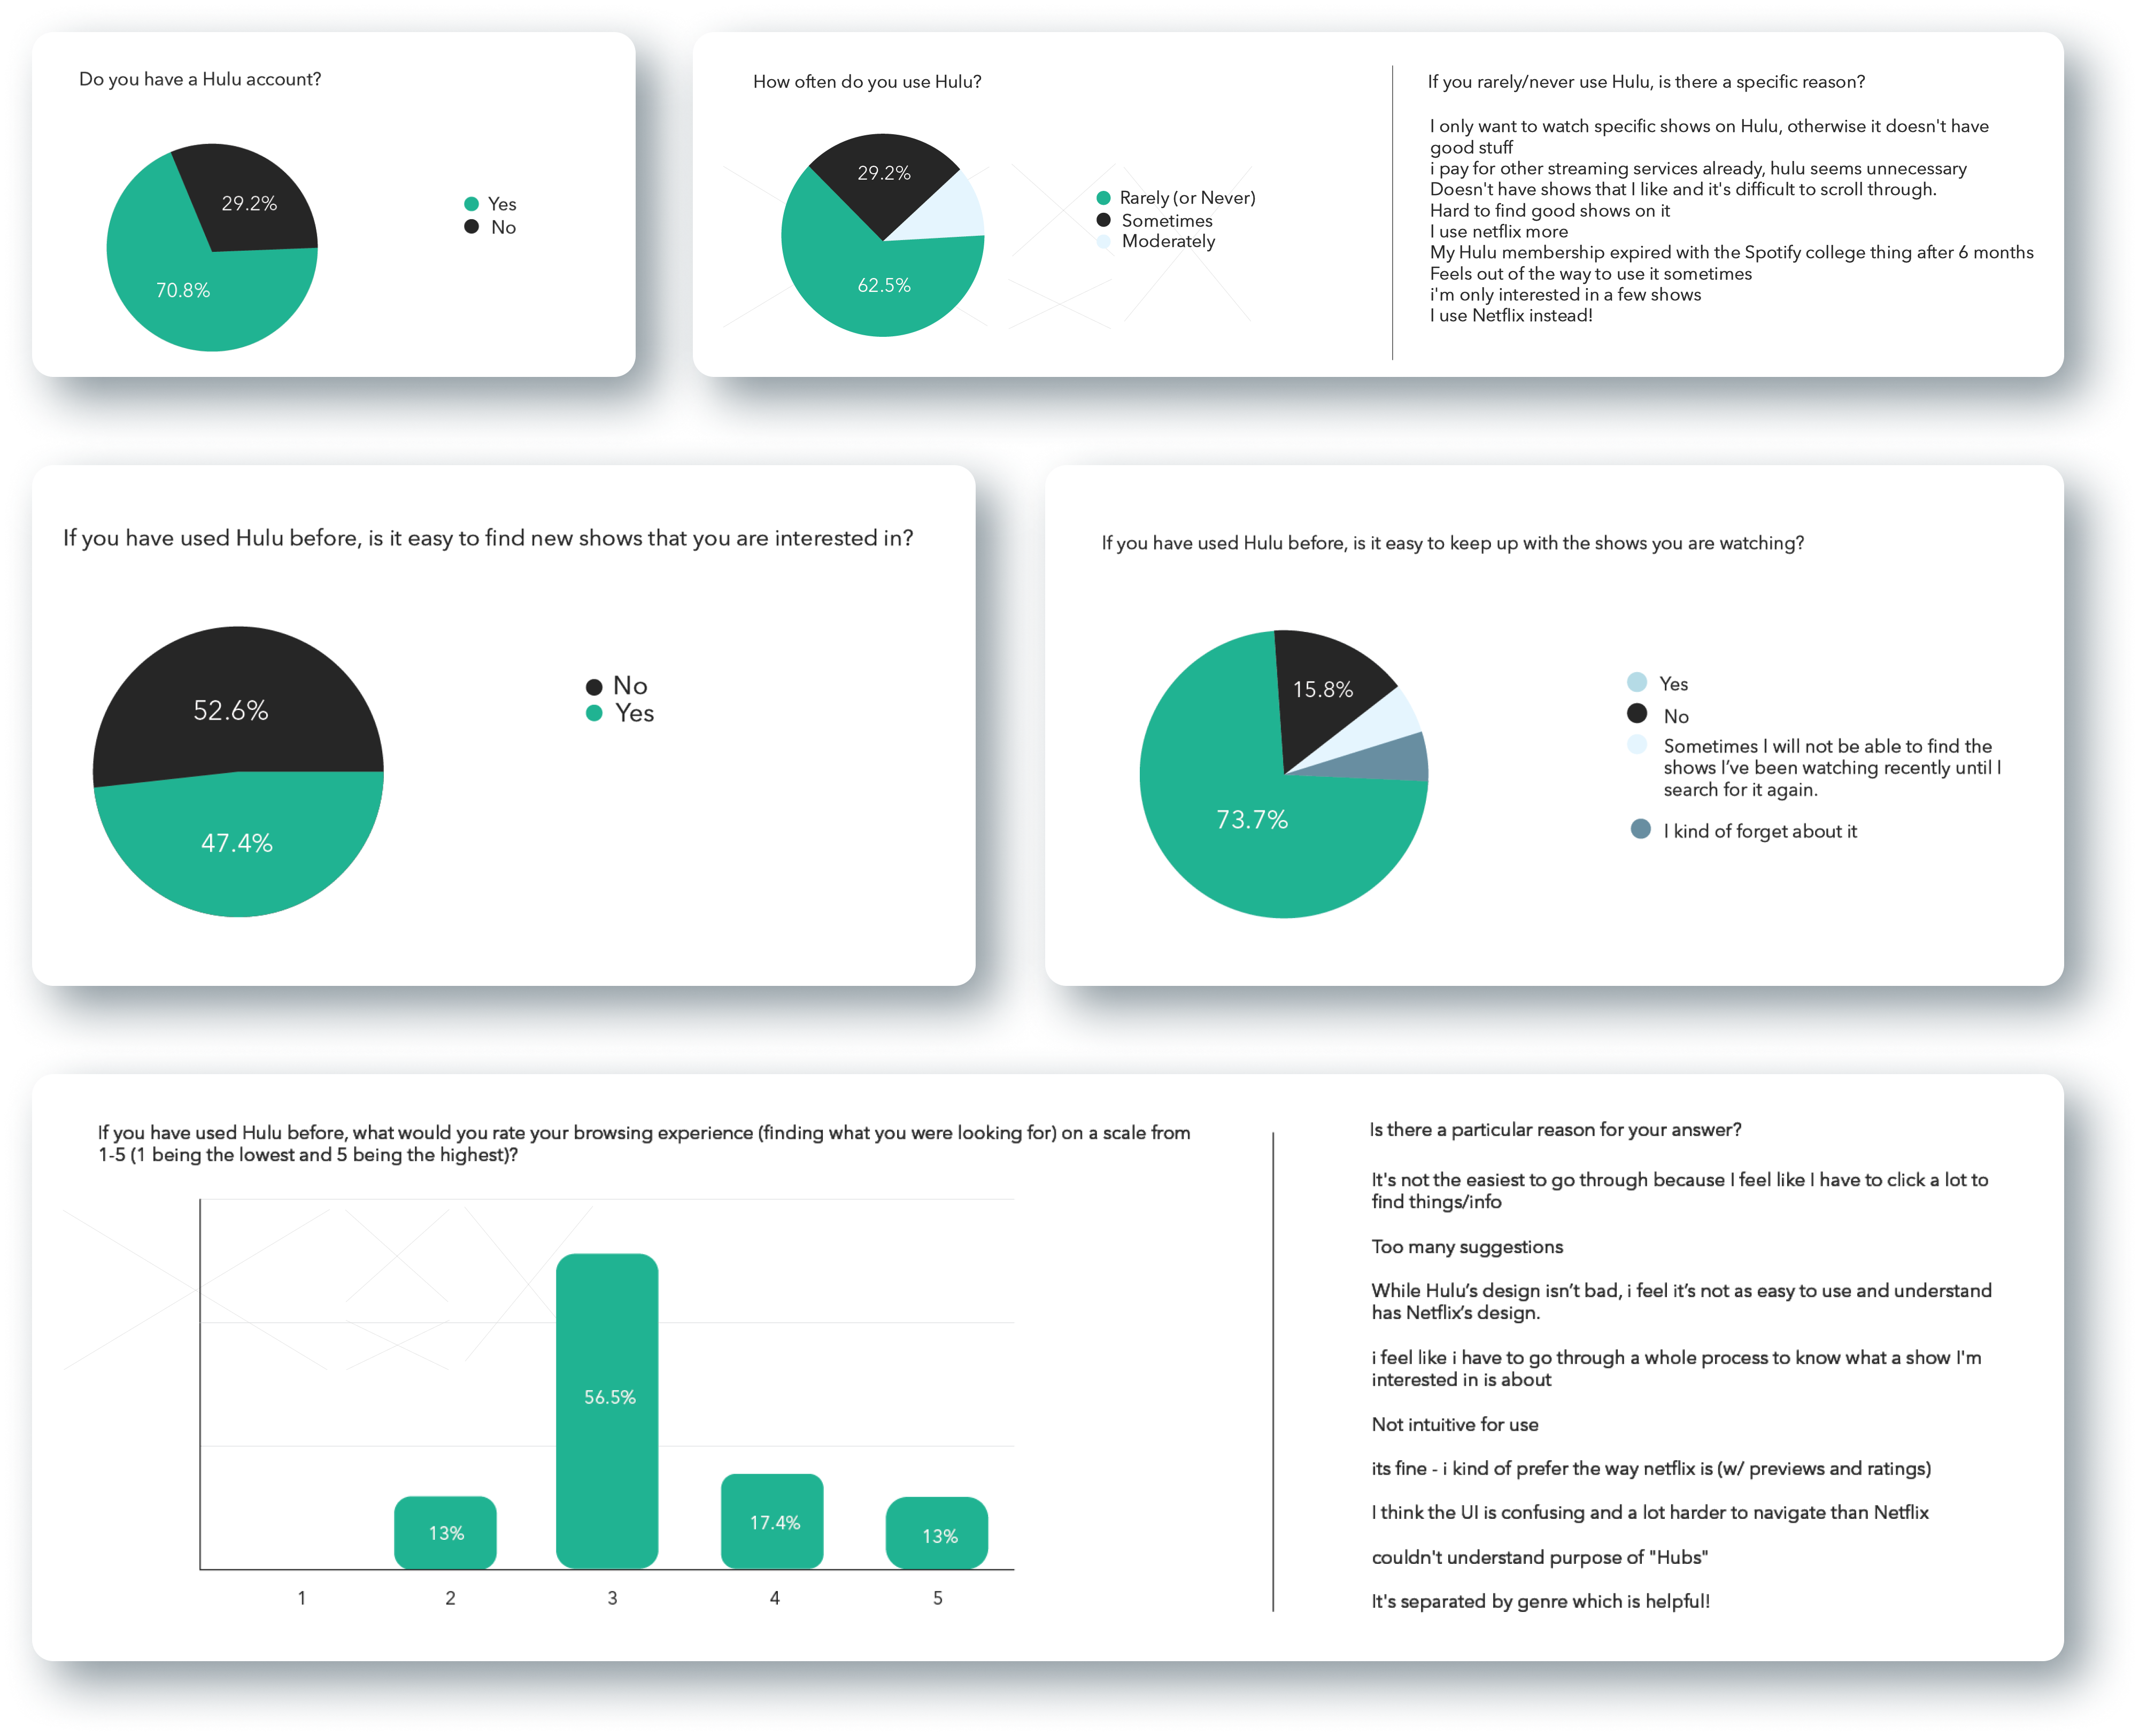 Do you have a Hulu account?
29.2%
70.8%
Yes
No
How often do you use Hulu?
29.2%
62.5%
Rarely (or Never)
Sometimes
Moderately
If you rarely/never use Hulu, is there a specific reason?
I only want to watch specific shows on Hulu, otherwise it doesn't have
good stuff
i pay for other streaming services already, hulu seems unnecessary
Doesn't have shows that I like and it's difficult to scroll through.
Hard to find good shows on it
I use netflix more
My Hulu membership expired with the Spotify college thing after 6 months
Feels out of the way to use it sometimes
i'm only interested in a few shows
I use Netflix instead!
If you have used Hulu before, is it easy to find new shows that you are interested in?
52.6%
47.4%
No
Yes
If you have used Hulu before, is it easy to keep up with the shows you are watching?
15.8%
73.7%
Yes
No
Sometimes I will not be able to find the
shows I’ve been watching recently until I
search for it again.
I kind of forget about it
If you have used Hulu before, what would you rate your browsing experience (finding what you were looking for) on a scale from
1-5 (1 being the lowest and 5 being the highest)?
13%
56.5%
17.4%
13%
1 2 3 4 5
Is there a particular reason for your answer?
It's not the easiest to go through because I feel like I have to click a lot to
find things/info
Too many suggestions
While Hulu’s design isn’t bad, i feel it’s not as easy to use and understand
has Netflix’s design.
i feel like i have to go through a whole process to know what a show I'm
interested in is about
Not intuitive for use
its fine - i kind of prefer the way netflix is (w/ previews and ratings)
I think the UI is confusing and a lot harder to navigate than Netflix
couldn't understand purpose of "Hubs"
It's separated by genre which is helpful!